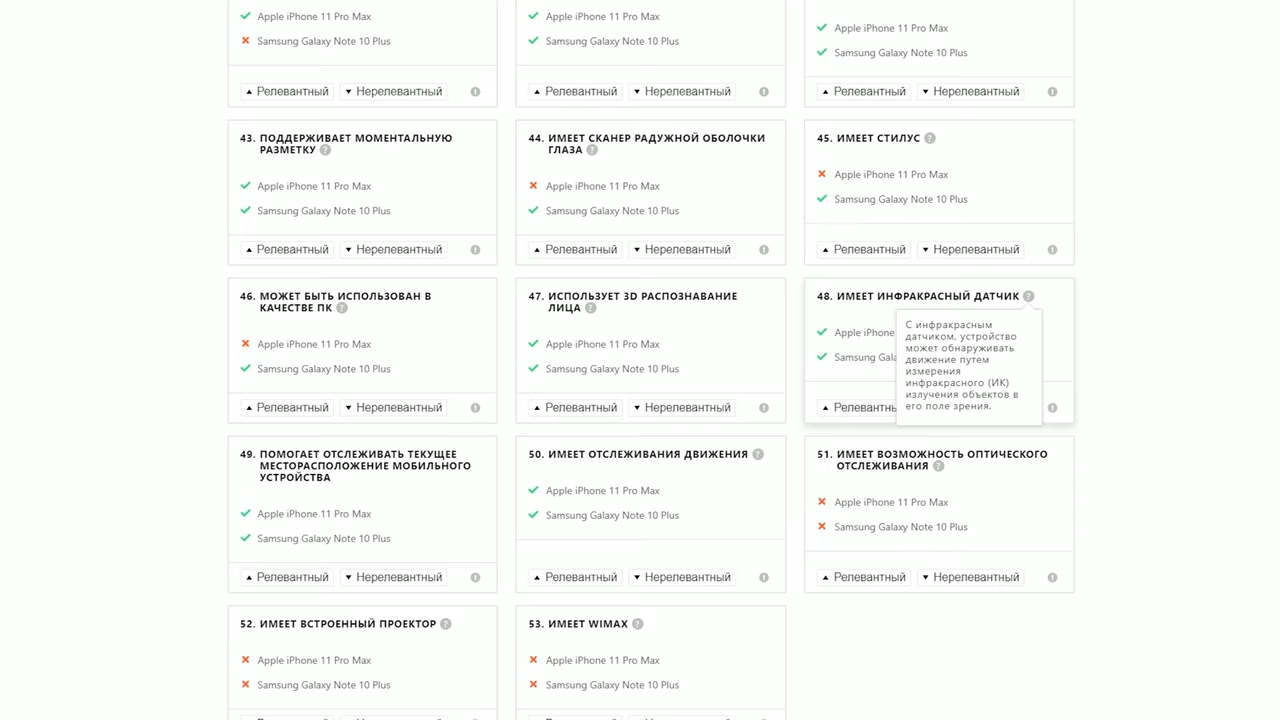 Apple iPhone 11 Pro Max
Samsung Galaxy Note 10 Plus
Релевантный Нерелевантный
Apple iPhone 11 Pro Max
Samsung Galaxy Note 10 Plus
Релевантный Нерелевантный
Apple iPhone 11 Pro Max
Samsung Galaxy Note 10 Plus
Релевантный Нерелевантный
43. ПОДДЕРЖИВАЕТ МОМЕНТАЛЬНУЮ
РАЗМЕТКУ ?
Apple iPhone 11 Pro Max
Samsung Galaxy Note 10 Plus
Релевантный Нерелевантный
44. ИМЕЕТ СКАНЕР РАДУЖНОЙ ОБОЛОЧКИ
ГЛАЗА ?
Apple iPhone 11 Pro Max
Samsung Galaxy Note 10 Plus
Релевантный Нерелевантный
45. ИМЕЕТ СТИЛУС ?
Apple iPhone 11 Pro Max
Samsung Galaxy Note 10 Plus
Релевантный Нерелевантный
46. МОЖЕТ БЫТЬ ИСПОЛЬЗОВАН В
КАЧЕСТВЕ ПК ?
Apple iPhone 11 Pro Max
Samsung Galaxy Note 10 Plus
Релевантный Нерелевантный
47. ИСПОЛЬЗУЕТ 3D РАСПОЗНАВАНИЕ
ЛИЦА ?
Apple iPhone 11 Pro Max
Samsung Galaxy Note 10 Plus
Релевантный Нерелевантный
48. ИМЕЕТ ИНФРАКРАСНЫЙ ДАТЧИК ?
Apple iPhone
Samsung Gala
Релевантны
С инфракрасным
датчиком, устройство
может обнаруживать
движение путем
измерения
инфракрасного (ИК)
излучения объектов в
его поле зрения.
49. ПОМОГАЕТ ОТСЛЕЖИВАТЬ ТЕКУЩЕЕ
МЕСТОРАСПОЛОЖЕНИЕ МОБИЛЬНОГО
УСТРОЙСТВА
Apple iPhone 11 Pro Max
Samsung Galaxy Note 10 Plus
Релевантный Нерелевантный
50. ИМЕЕТ ОТСЛЕЖИВАНИЯ ДВИЖЕНИЯ ?
Apple iPhone 11 Pro Max
Samsung Galaxy Note 10 Plus
Релевантный Нерелевантный
51. ИМЕЕТ ВОЗМОЖНОСТЬ ОПТИЧЕСКОГО
ОТСЛЕЖИВАНИЯ ?
Apple iPhone 11 Pro Max
Samsung Galaxy Note 10 Plus
Релевантный Нерелевантный
52. ИМЕЕТ ВСТРОЕННЫЙ ПРОЕКТОР ?
Apple iPhone 11 Pro Max
Samsung Galaxy Note 10 Plus
53. ИМЕЕТ WIMAX ?
Apple iPhone 11 Pro Max
Samsung Galaxy Note 10 Plus